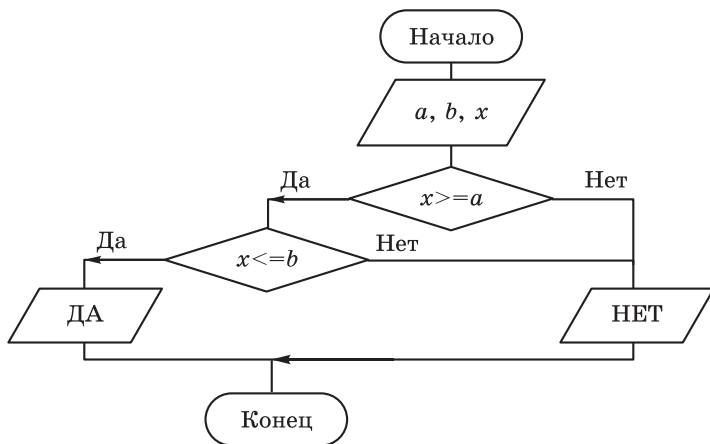 Начало
a, b, x
Да
x>=a
Нет
Да
x<=b
Нет
ДА
НЕТ
Конец